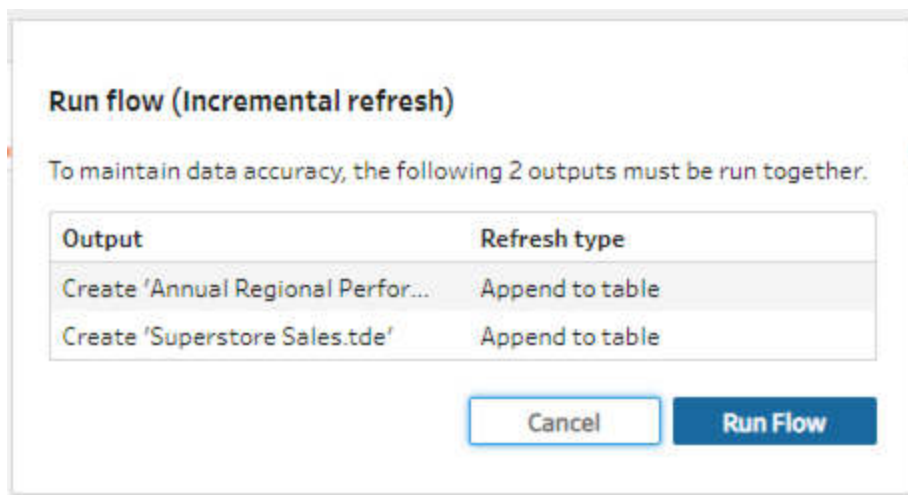 Run flow (Incremental refresh)
To maintain data accuracy, the following 2 outputs must be run together.
Output Refresh type
Create 'Annual Regional Perfor... Append to table
Create 'Superstore Sales.tde' Append to table
Cancel Run Flow